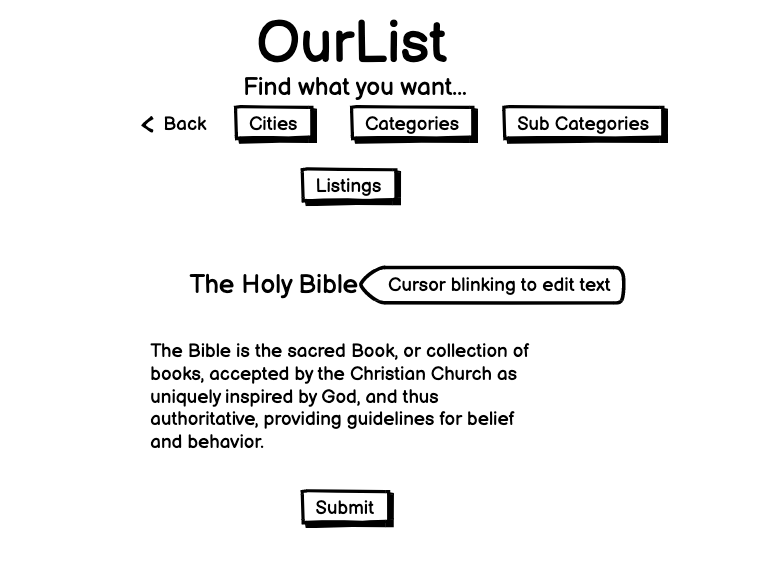 OurList
Find what you want...
< Back
Cities
Categories
Sub Categories
Listings
The Holy Bible
Cursor blinking to edit text
The Bible is the sacred Book, or collection of
books, accepted by the Christian Church as
uniquely inspired by God, and thus
authoritative, providing guidelines for belief
and behavior.
Submit